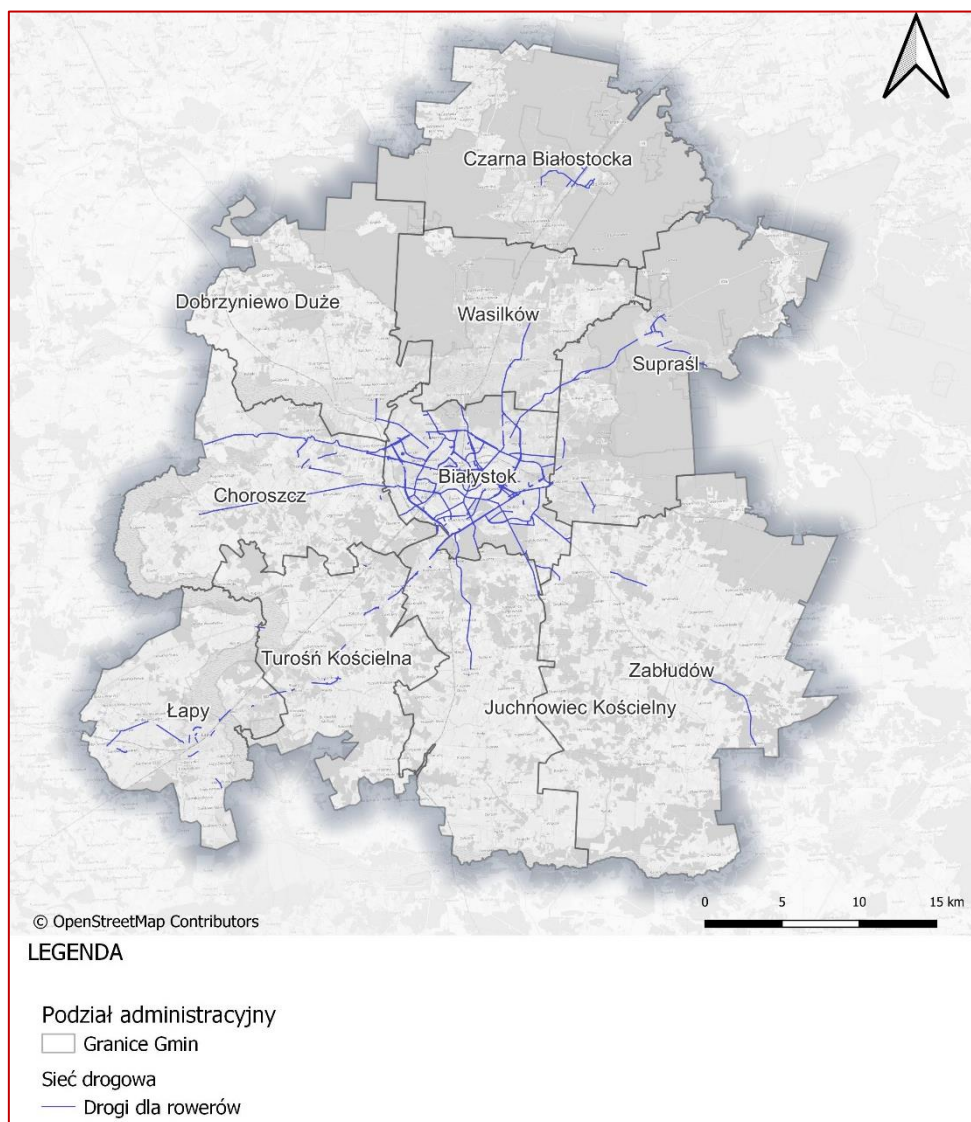 Czarna Białostocka
Dobrzyniewo Duże
Wasilków
Supraśl
Białystok
Choroszcz
Turośń Kościelna
Zabłudów
Łapy
Juchnowiec Kościelny
0 5 10 15 km
© OpenStreetMap Contributors
LEGENDA
Podział administracyjny
Granice Gmin
Sieć drogowa
Drogi dla rowerów